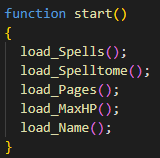 function start()
{
  load_Spells();
  load_Spelltome();
  load_Pages();
  load_MaxHP();
  load_Name();
}